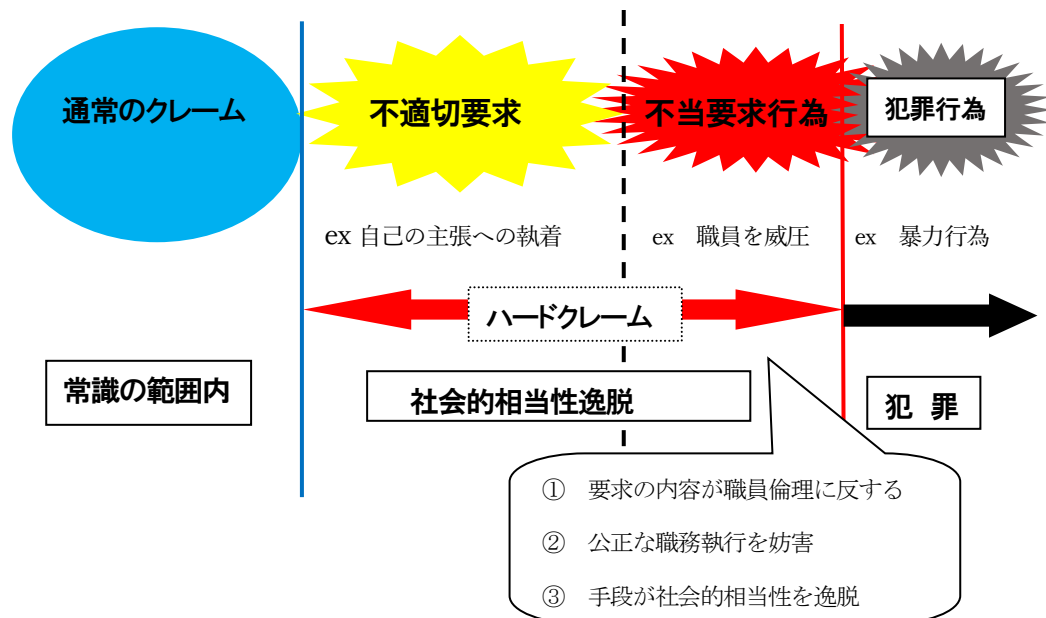 通常のクレーム
不適切要求
不当要求行為
犯罪行為
ex 自己の主張への執着
ex　職員を威圧
ex　暴力行為
ハードクレーム
常識の範囲内
社会的相当性逸脱
犯 罪
①　要求の内容が職員倫理に反する
②　公正な職務執行を妨害
③　手段が社会的相当性を逸脱